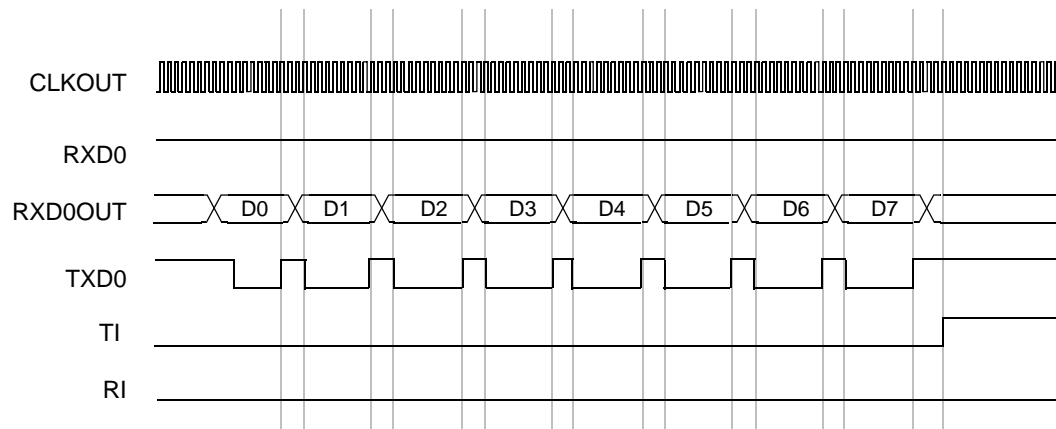 CLKOUT
RXD0
RXD0OUT D0 D1 D2 D3 D4 D5 D6 D7
TXD0
TI
RI